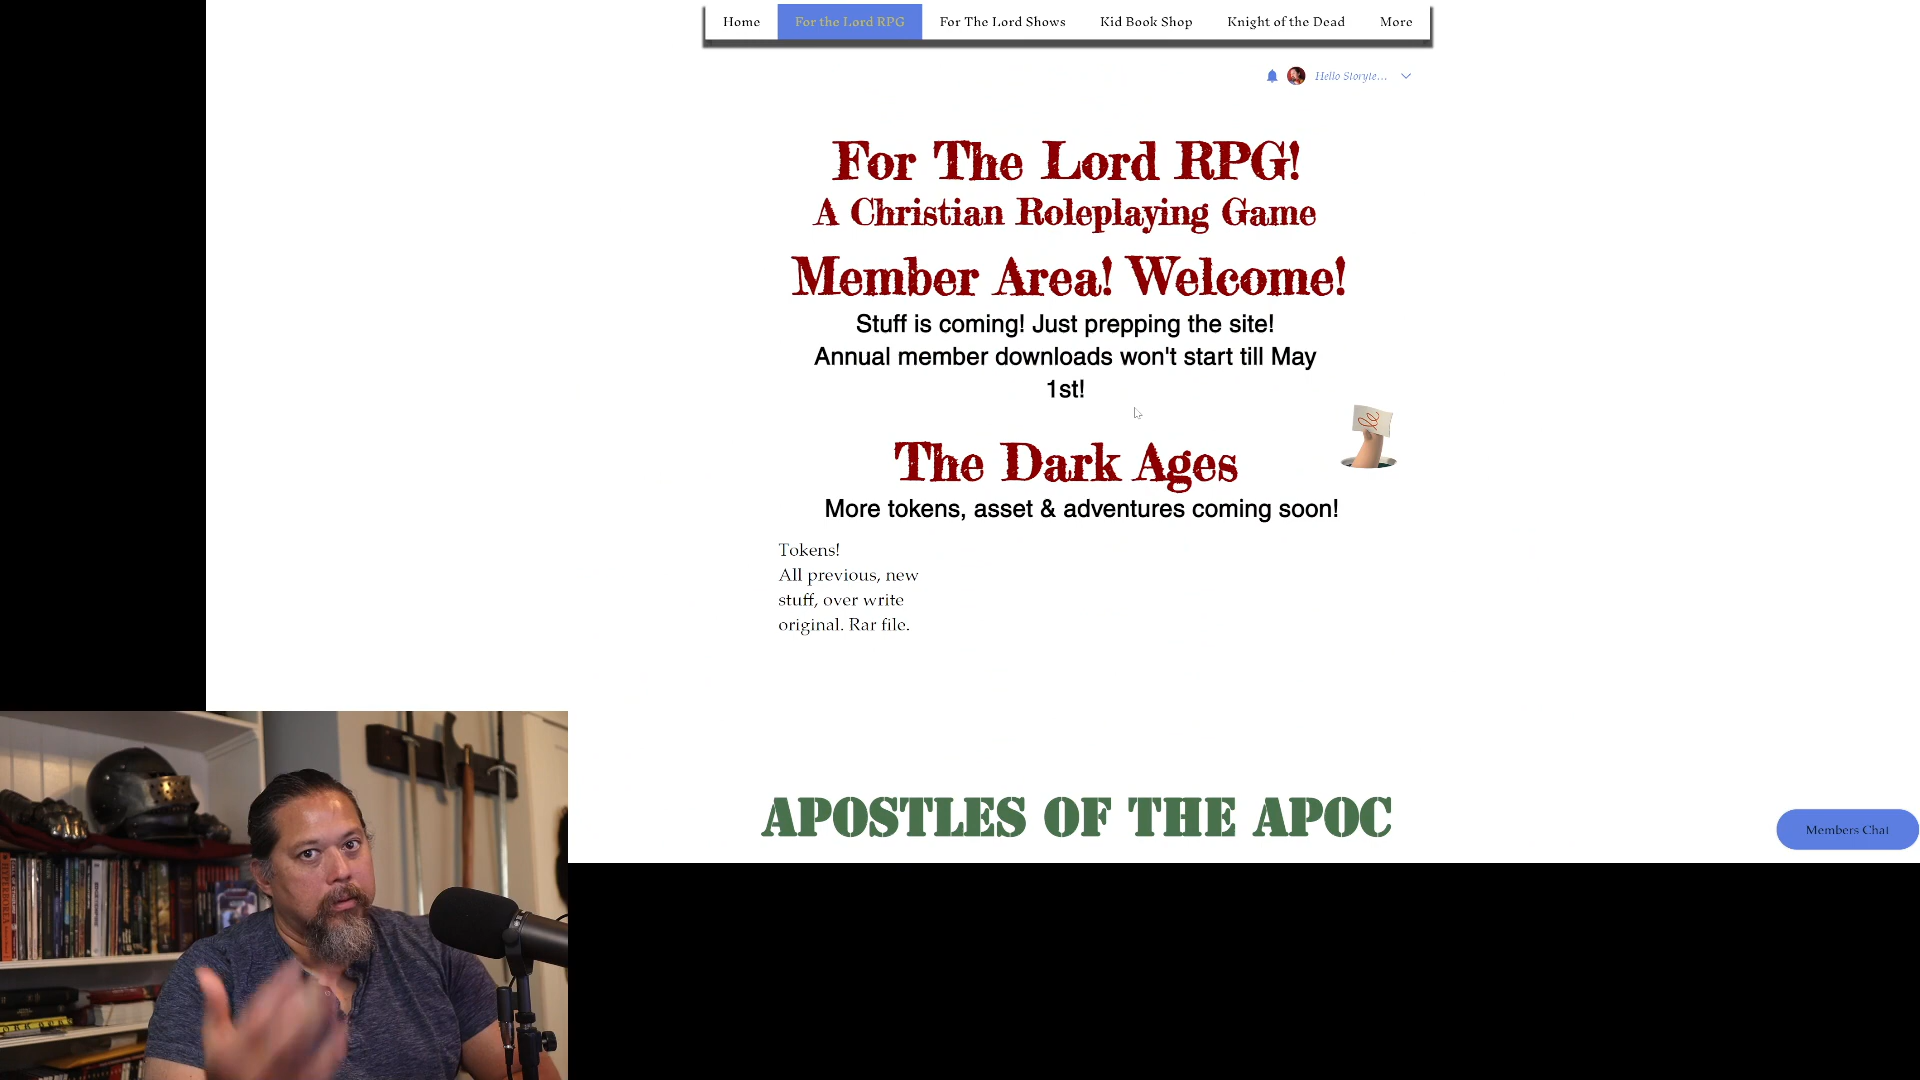 Home For the Lord RPG For The Lord Shows Kid Book Shop Knight of the Dead More
Hello Storyte...
For The Lord RPG!
A Christian Roleplaying Game
Member Area! Welcome!
Stuff is coming! Just prepping the site!
Annual member downloads won't start till May
1st!
The Dark Ages
More tokens, asset & adventures coming soon!
Tokens!
All previous, new
stuff, over write
original. Rar file.
APOSTLES OF THE APOC
Members Chat
HYPERBOREA